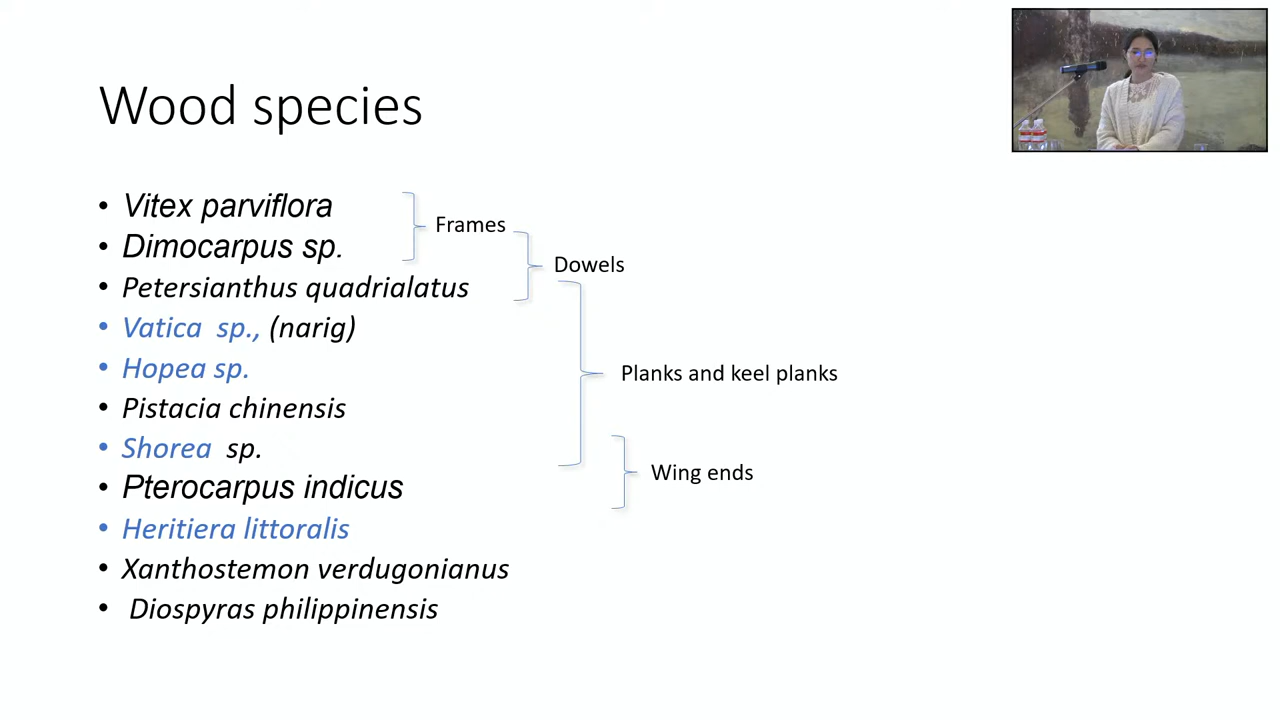 Wood species
• Vitex parviflora
• Dimocarpus sp.
• Petersianthus quadrialatus
• Vatica sp., (narig)
• Hopea sp.
• Pistacia chinensis
• Shorea sp.
• Pterocarpus indicus
• Heritiera littoralis
• Xanthostemon verdugonianus
• Diospyras philippinensis
Frames
Dowels
Planks and keel planks
Wing ends